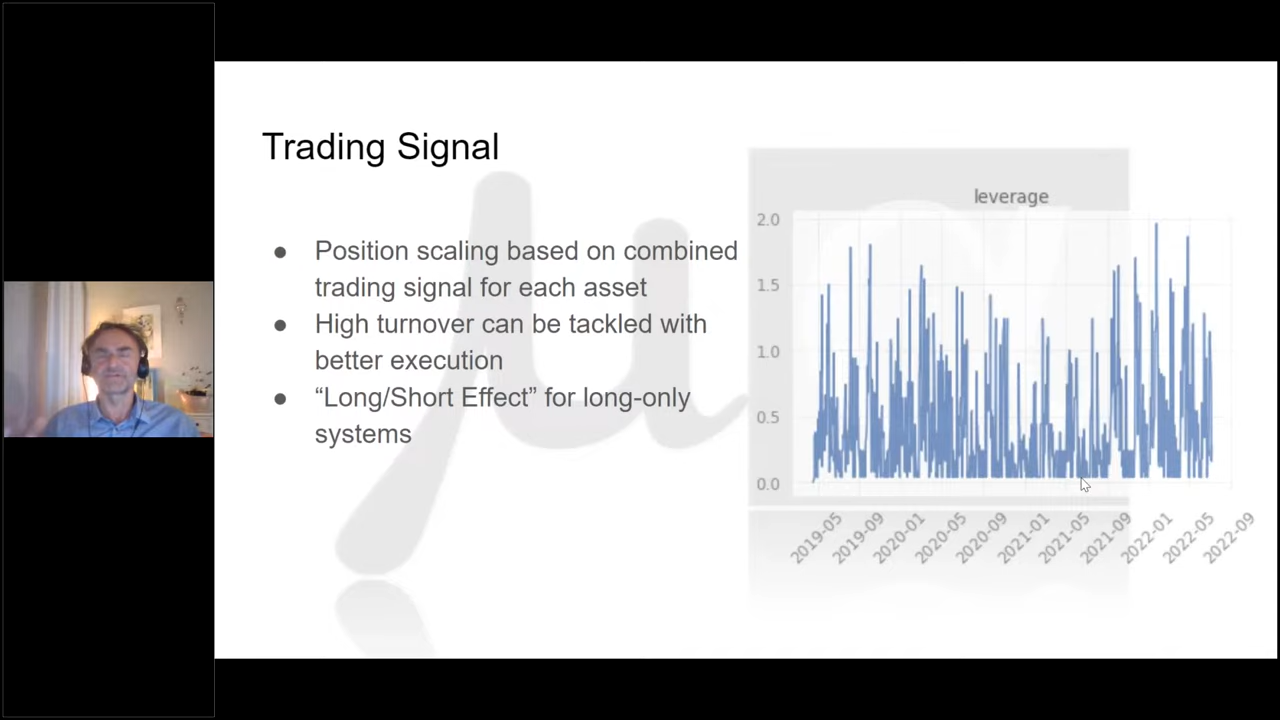 Trading Signal
● Position scaling based on combined
trading signal for each asset
● High turnover can be tackled with
better execution
● “Long/Short Effect” for long-only
systems
leverage
2.0
1.5
1.0
0.5
0.0
2019-05
2019-09
2020-01
2020-05
2020-09
2021-01
2021-05
2021-09
2022-01
2022-05
2022-09
μ